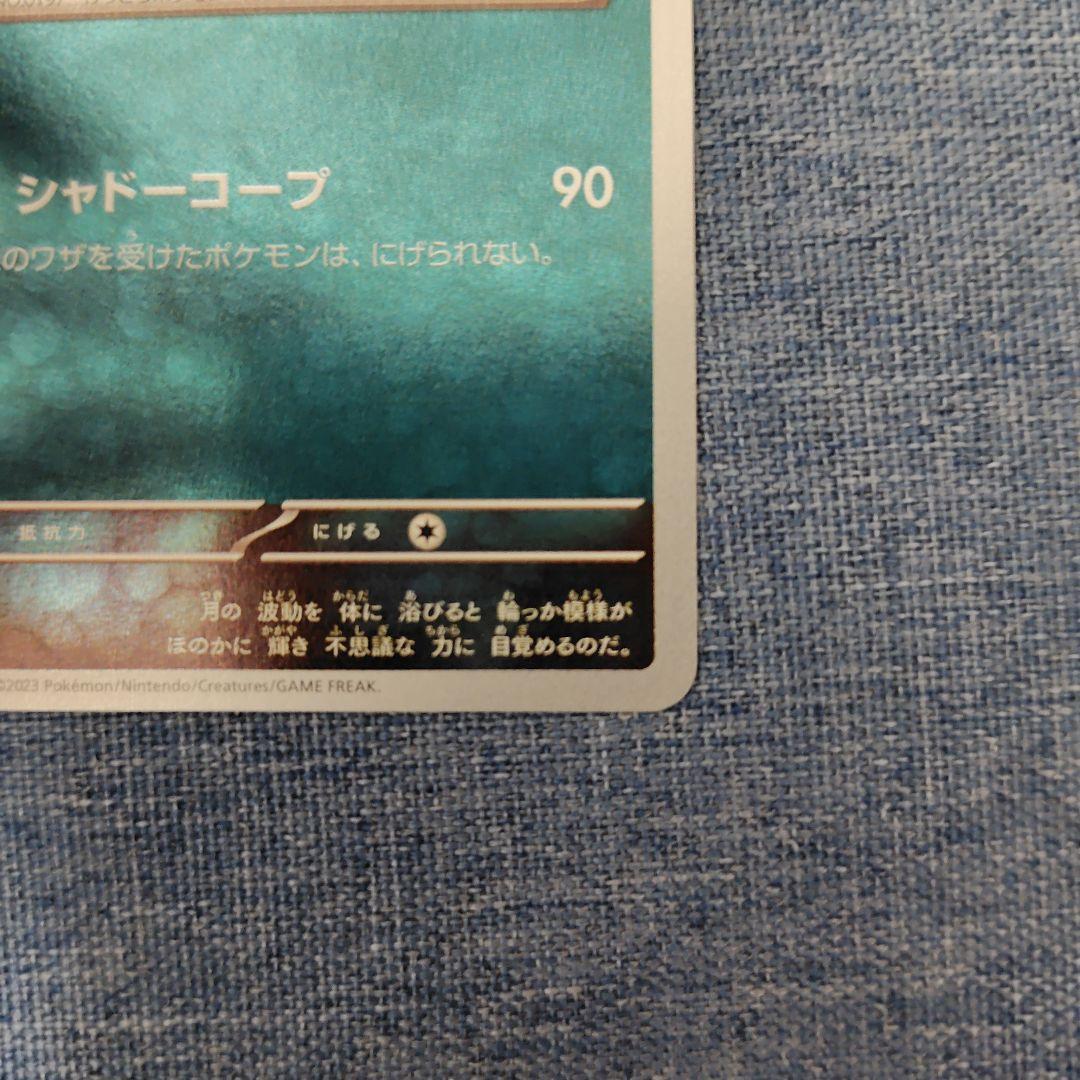 シャドーコープ 90
のワザを受けたポケモンは、にげられない。
抵抗力 にげる
月の 波動を 体に 浴びると 輪っか模様が
ほのかに 輝き 不思議な 力に 目覚めるのだ。
©2023 Pokémon/Nintendo/Creatures/GAME FREAK.